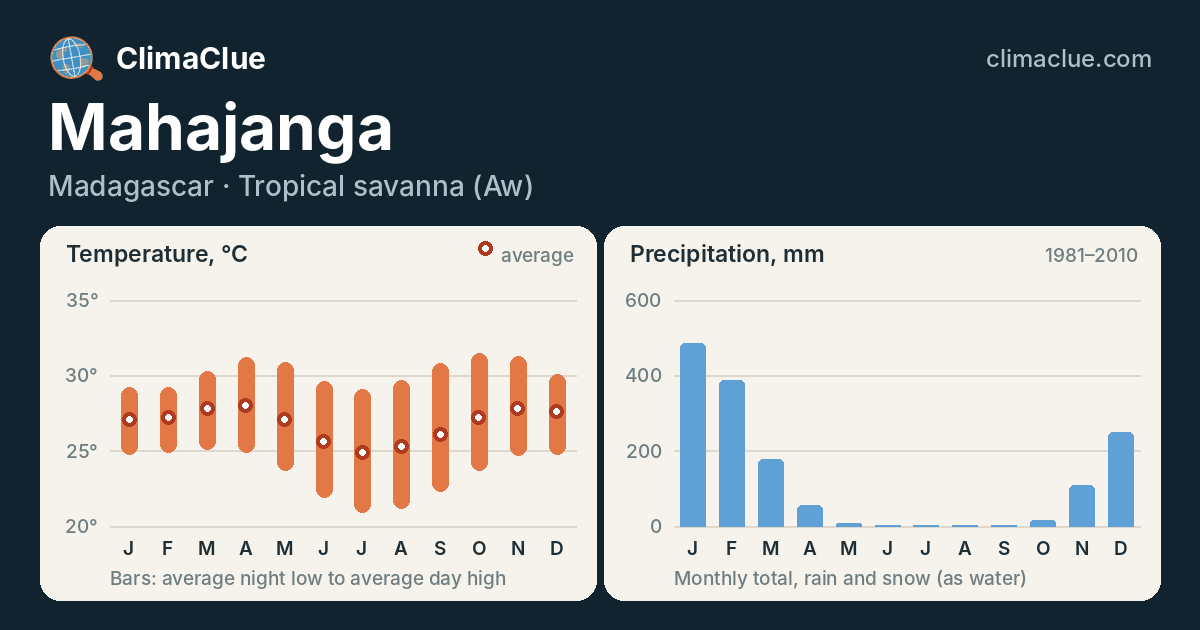 ClimaClue
climaclue.com
Mahajanga
Madagascar · Tropical savanna (Aw)
Temperature, °C
average
35°
30°
25°
20°
J F M A M J J A S O N D
Bars: average night low to average day high
Precipitation, mm
1981–2010
600
400
200
0
J F M A M J J A S O N D
Monthly total, rain and snow (as water)